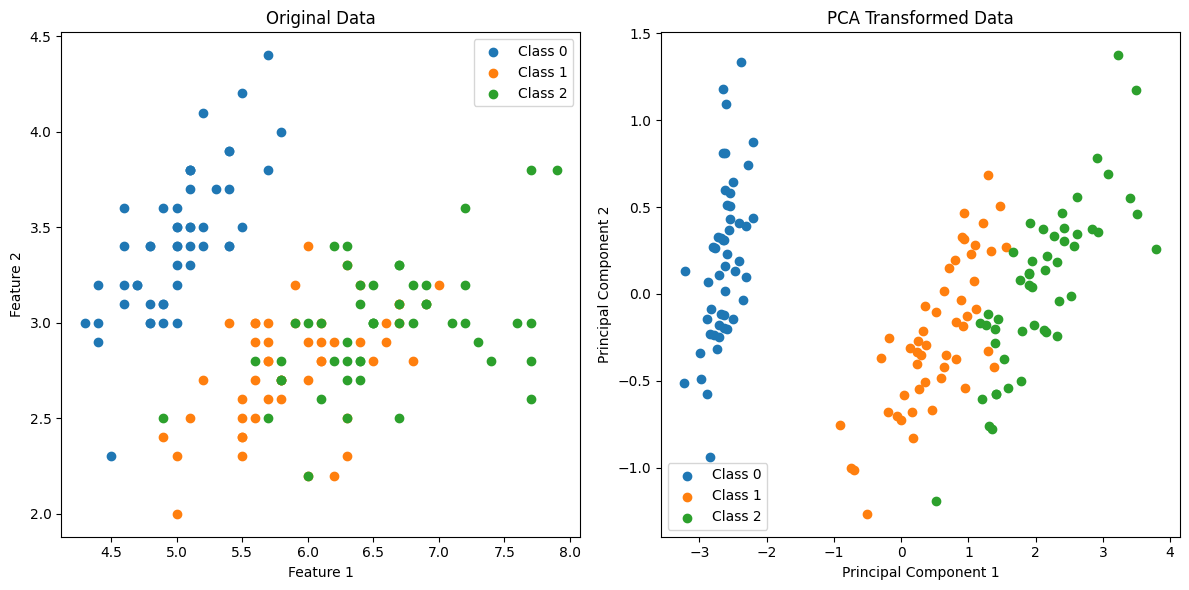 Original Data
Class 0
Class 1
Class 2
4.5
4.0
3.5
3.0
2.5
2.0
Feature 2
4.5
5.0
5.5
6.0
6.5
7.0
7.5
8.0
Feature 1
PCA Transformed Data
1.5
1.0
0.5
0.0
−0.5
−1.0
Principal Component 2
Class 0
Class 1
Class 2
−3
−2
−1
0
1
2
3
4
Principal Component 1